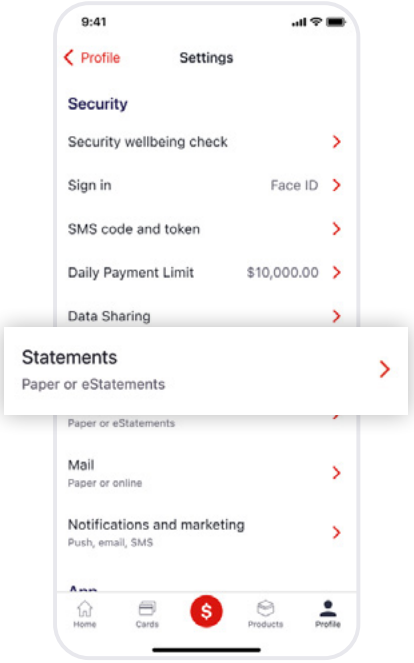 9:41
Profile
Settings
Security
Security wellbeing check
Sign in
Face ID
SMS code and token
Daily Payment Limit
$10,000.00
Data Sharing
Statements
Paper or eStatements
Paper or eStatements
Mail
Paper or online
Notifications and marketing
Push, email, SMS
App
$
Home
Cards
Products
Profile